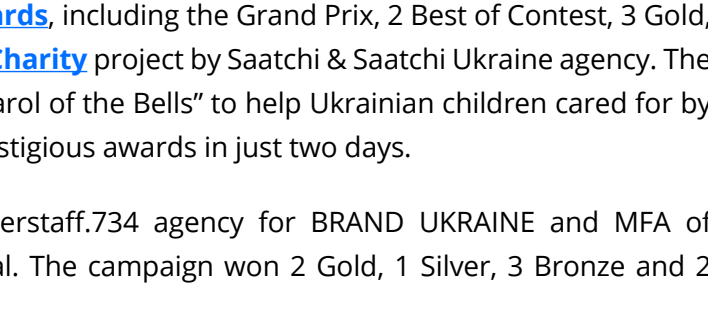 ards, including the Grand Prix, 2 Best of Contest, 3 Gold,
Charity project by Saatchi & Saatchi Ukraine agency. The
arol of the Bells” to help Ukrainian children cared for by
stigious awards in just two days.
erstaff.734 agency for BRAND UKRAINE and MFA of
al. The campaign won 2 Gold, 1 Silver, 3 Bronze and 2